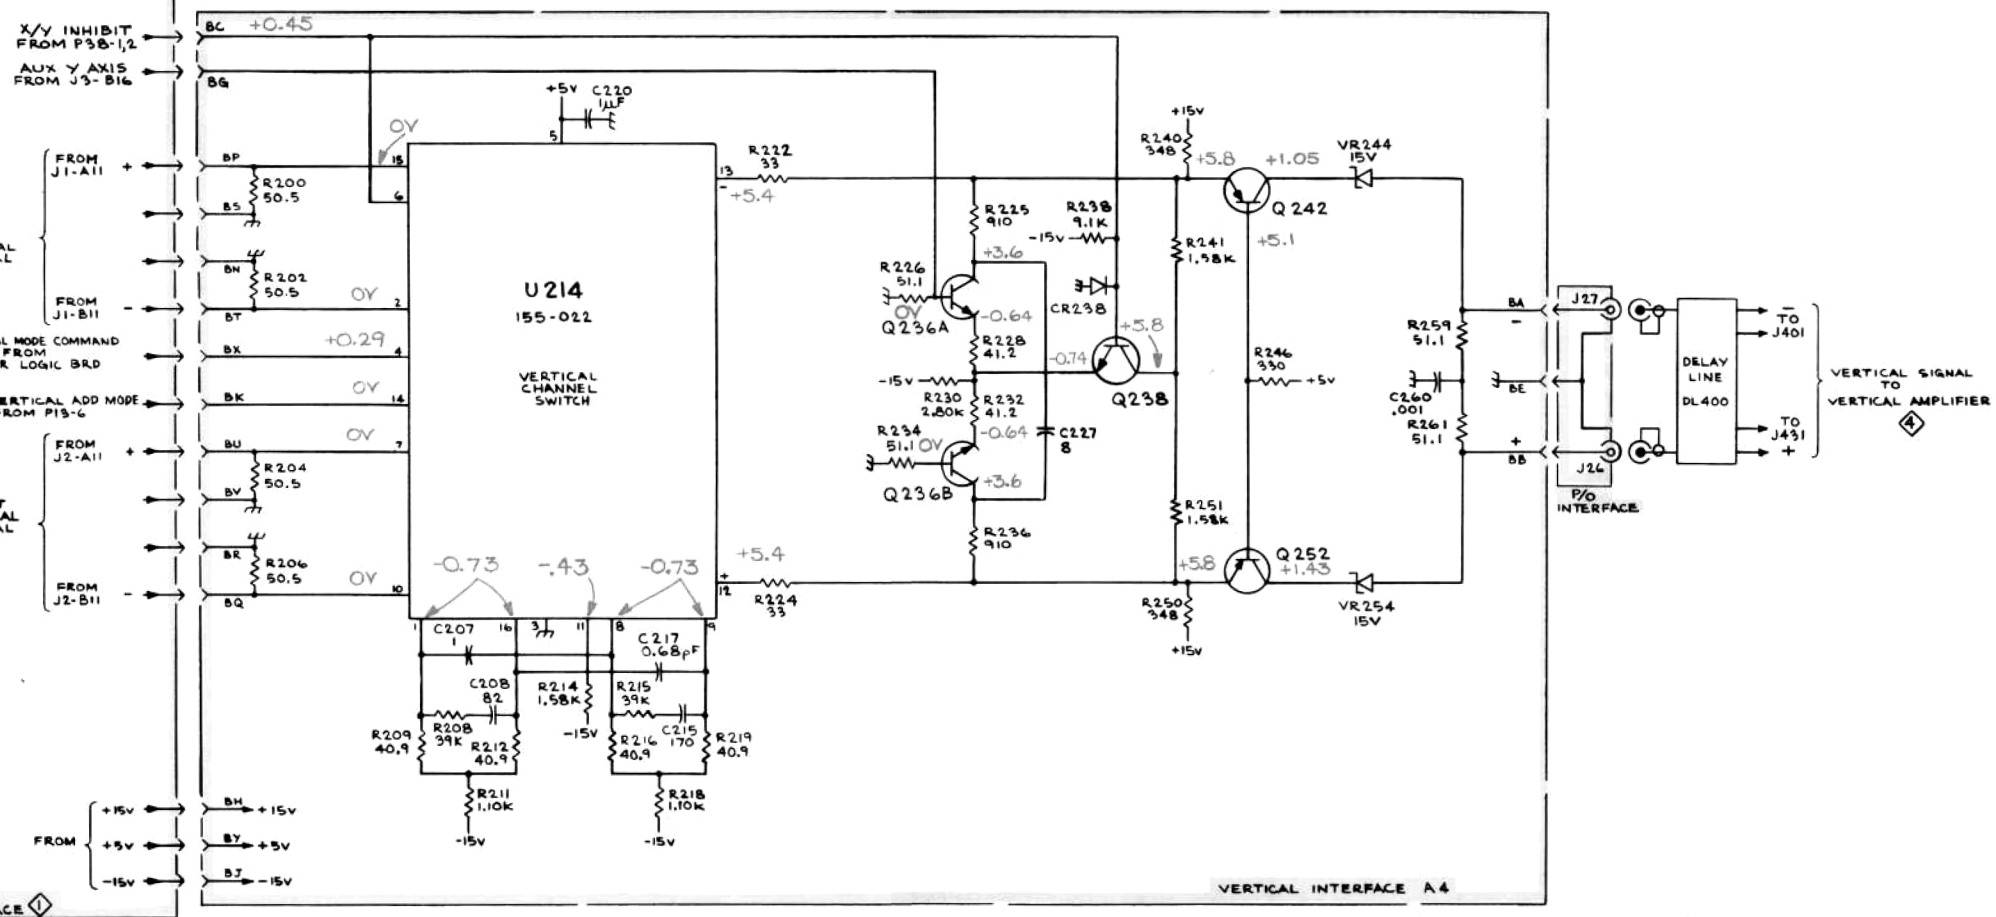 X/Y INHIBIT
FROM P38-1,2
BC +0.45
AUX Y AXIS
FROM J3-B16
BG
+5V C220
1µF
5
0V
FROM
J1-A11 +
BP
15
R200
50.5
6
BS
BN
R202
50.5
FROM
J1-B11 -
BT
0V
2
L MODE COMMAND
FROM
R LOGIC BRD
BX
+0.29
4
ERTICAL ADD MODE
FROM P13-6
BK
0V
14
FROM
J2-A11 +
BU
0V
7
R204
50.5
BV
BR
R206
50.5
FROM
J2-B11 -
BQ
0V
10
AL
L
T
AL
AL
U214
155-022
VERTICAL
CHANNEL
SWITCH
13
-
+5.4
R222
33
+5.4
+
12
R224
33
-0.73 -.43 -0.73
1 16 3 11 8 9
C207
1
C217
0.68pF
C208
82
R214
1.58K
-15V
R215
39K
C215
170
R209
40.9
R208
39K
R212
40.9
R216
40.9
R219
40.9
R211
1.10K
-15V
R218
1.10K
-15V
R225
910
+3.6
R226
51.1
0V
Q236A
-0.64
R228
41.2
-15V
R230
2.80K
R232
41.2
-0.64
R234
51.1 0V
Q236B
+3.6
C227
8
R236
910
R238
9.1K
-15V
CR238
+5.8
-0.74
Q238
+15V
R240
348
+5.8
+1.05
Q242
+5.1
R241
1.58K
R246
330
+5V
R251
1.58K
Q252
+1.43
+5.8
R250
348
+15V
VR244
15V
VR254
15V
R259
51.1
C260
.001
R261
51.1
BA
-
BE
+
BB
J27
J26
P/O
INTERFACE
DELAY
LINE
DL400
-
TO
J401
TO
J431
+
VERTICAL SIGNAL
TO
VERTICAL AMPLIFIER
4
FROM
+15V BH +15V
+5V BY +5V
-15V BJ -15V
VERTICAL INTERFACE A4
CE 1